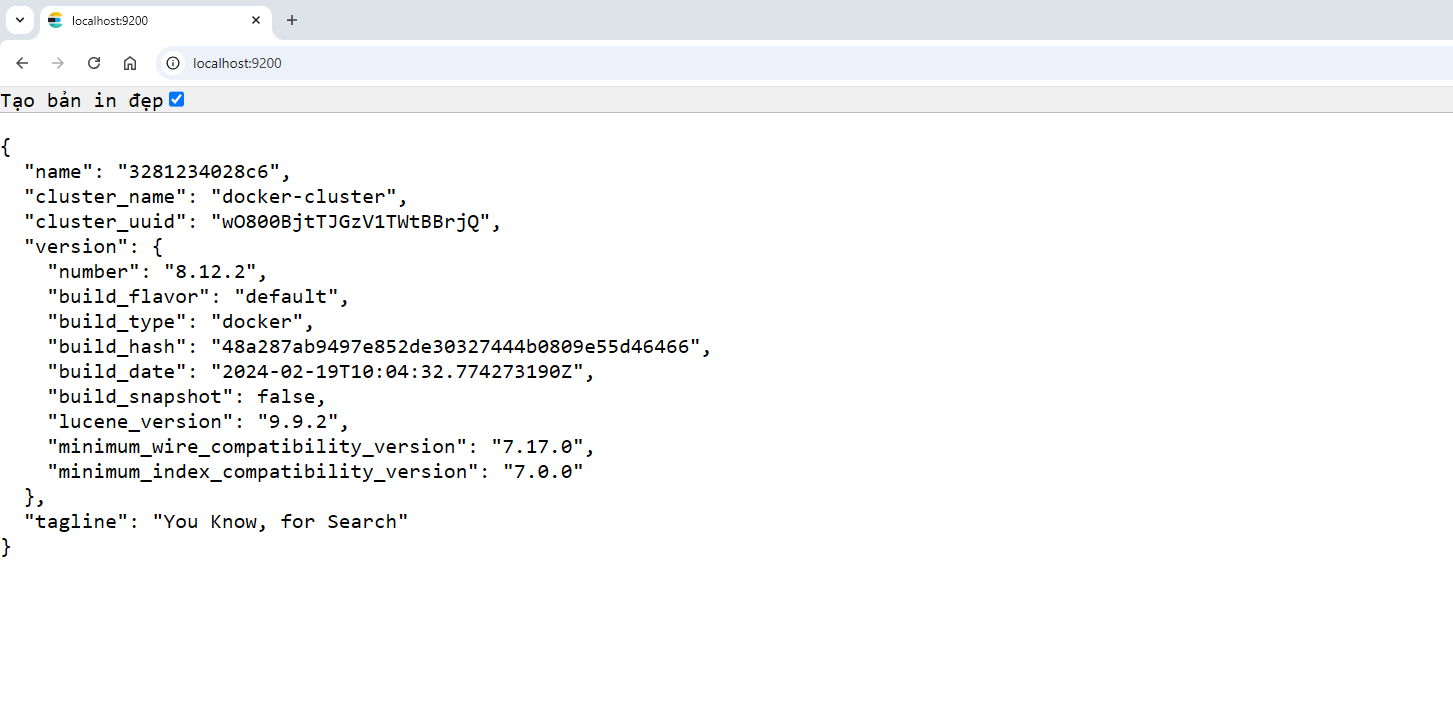 localhost:9200
localhost:9200
Tạo bản in đẹp
{
  "name": "3281234028c6",
  "cluster_name": "docker-cluster",
  "cluster_uuid": "wO800BjtTJGzV1TWtBBrjQ",
  "version": {
    "number": "8.12.2",
    "build_flavor": "default",
    "build_type": "docker",
    "build_hash": "48a287ab9497e852de30327444b0809e55d46466",
    "build_date": "2024-02-19T10:04:32.774273190Z",
    "build_snapshot": false,
    "lucene_version": "9.9.2",
    "minimum_wire_compatibility_version": "7.17.0",
    "minimum_index_compatibility_version": "7.0.0"
  },
  "tagline": "You Know, for Search"
}